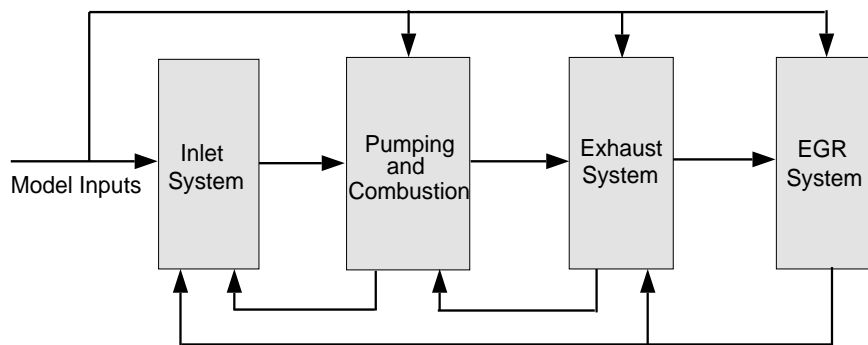 Model Inputs
Inlet
System
Pumping
and
Combustion
Exhaust
System
EGR
System